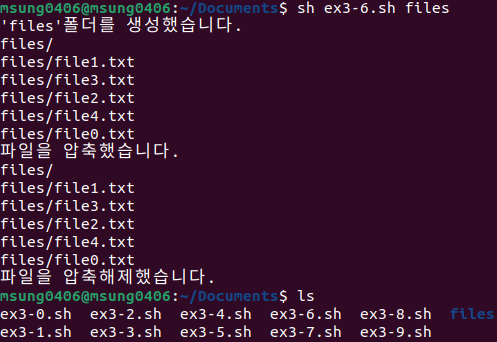 msung0406@msung0406:~/Documents$ sh ex3-6.sh files
'files'폴더를 생성했습니다.
files/
files/file1.txt
files/file3.txt
files/file2.txt
files/file4.txt
files/file0.txt
파일을 압축했습니다.
files/
files/file1.txt
files/file3.txt
files/file2.txt
files/file4.txt
files/file0.txt
파일을 압축해제했습니다.
msung0406@msung0406:~/Documents$ ls
ex3-0.sh ex3-2.sh ex3-4.sh ex3-6.sh ex3-8.sh files
ex3-1.sh ex3-3.sh ex3-5.sh ex3-7.sh ex3-9.sh